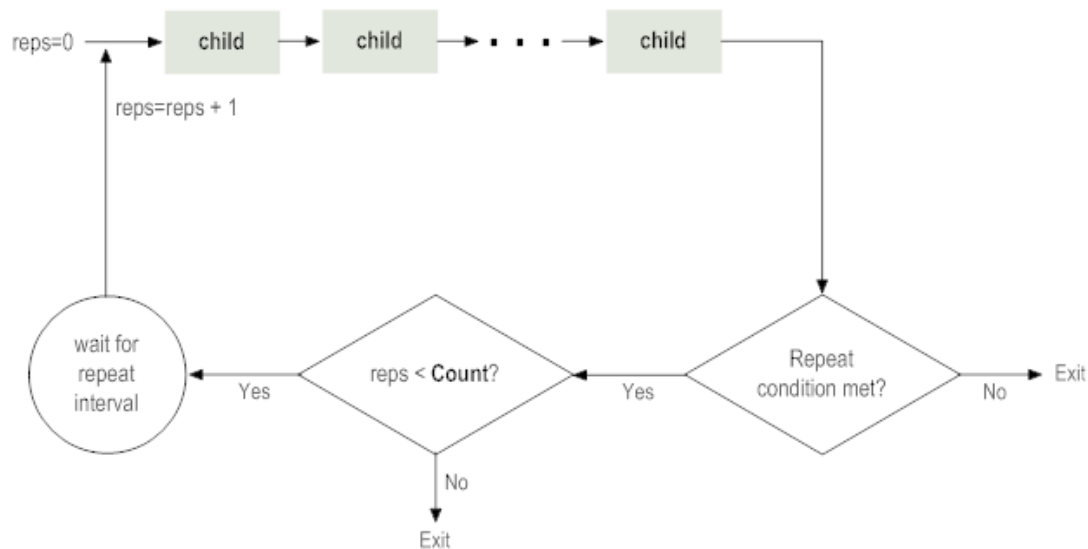 reps=0
child
child
child
reps=reps + 1
wait for
repeat
interval
Yes
reps < Count?
No
Exit
Yes
Repeat
condition met?
No
Exit